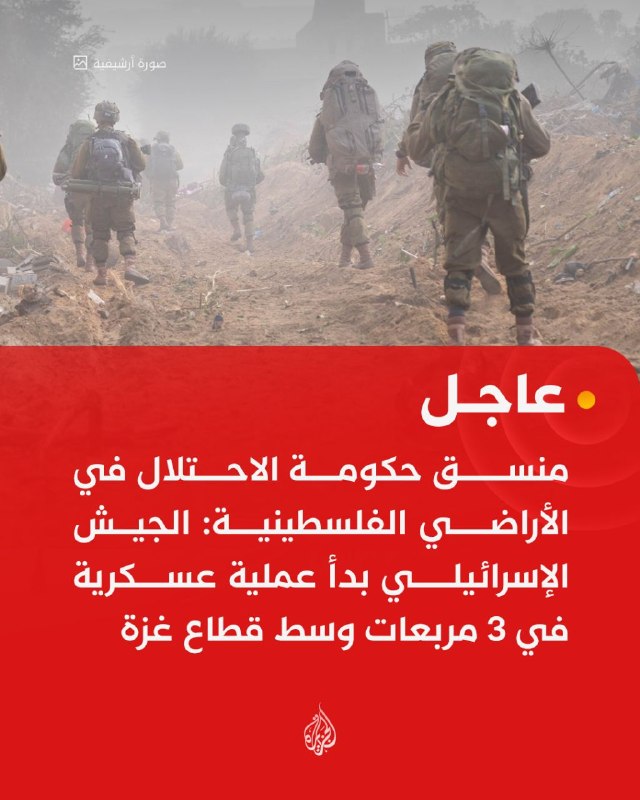 صورة أرشيفية
عاجل
منسق حكومة الاحتلال في
الأراضي الفلسطينية: الجيش
الإسرائيلي بدأ عملية عسكرية
في 3 مربعات وسط قطاع غزة
الجزيرة